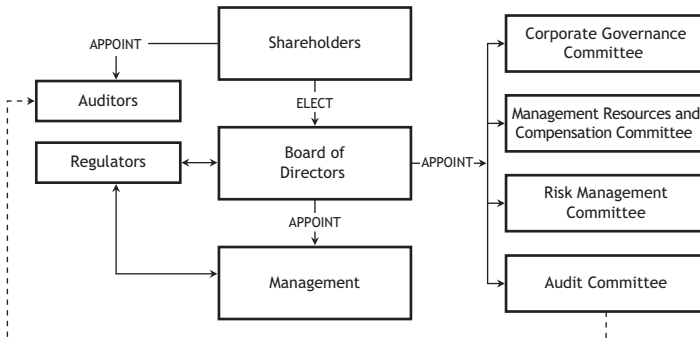 Shareholders
Corporate Governance
Committee
APPOINT
Auditors
ELECT
Management Resources and
Compensation Committee
Regulators
Board of
Directors
APPOINT
Risk Management
Committee
APPOINT
Management
Audit Committee